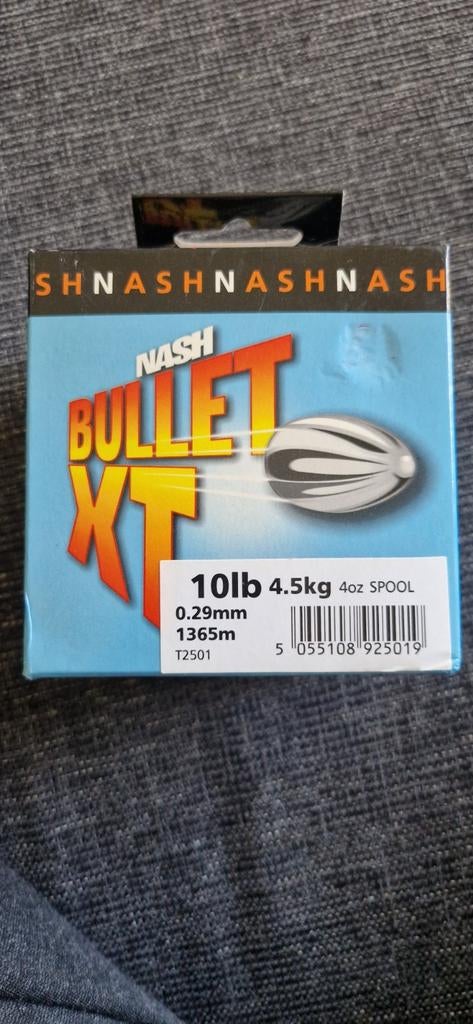 SHNASHNASHNASH
NASH
BULLET
XT
10lb 4.5kg 4oz SPOOL
0.29mm
1365m
T2501
5 055108 925019